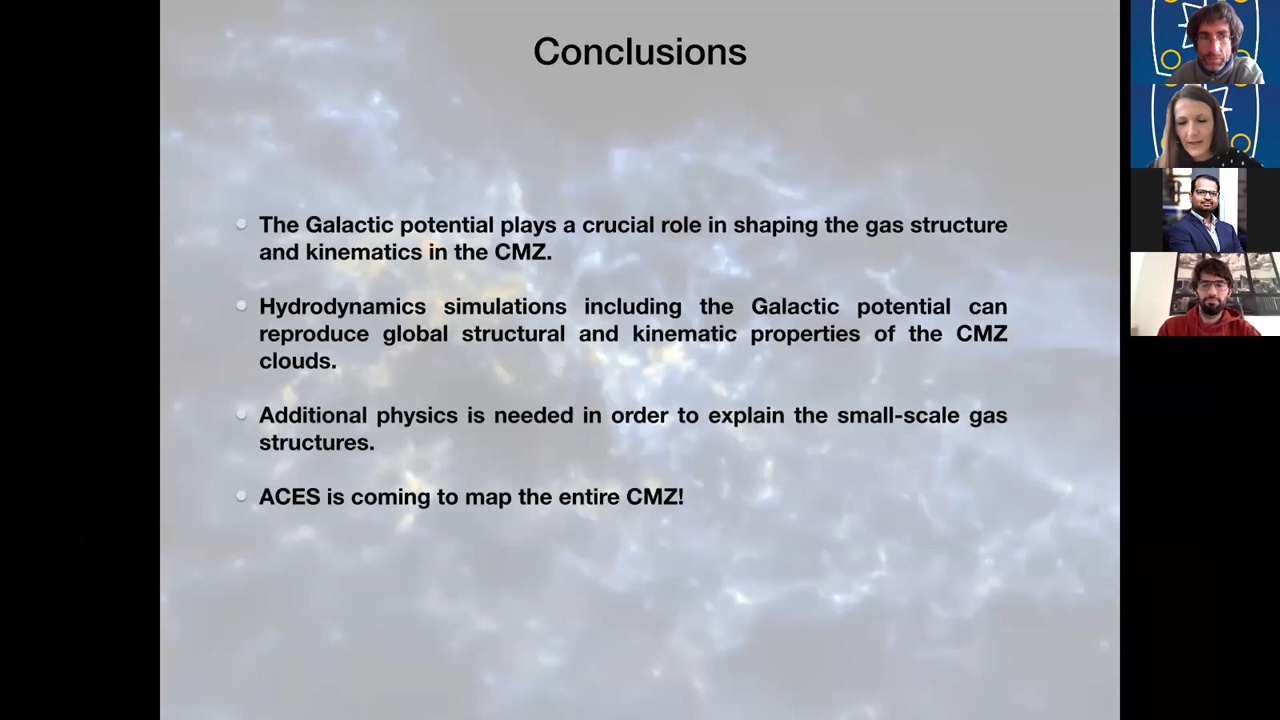 Conclusions
The Galactic potential plays a crucial role in shaping the gas structure
and kinematics in the CMZ.
Hydrodynamics simulations including the Galactic potential can
reproduce global structural and kinematic properties of the CMZ
clouds.
Additional physics is needed in order to explain the small-scale gas
structures.
ACES is coming to map the entire CMZ!